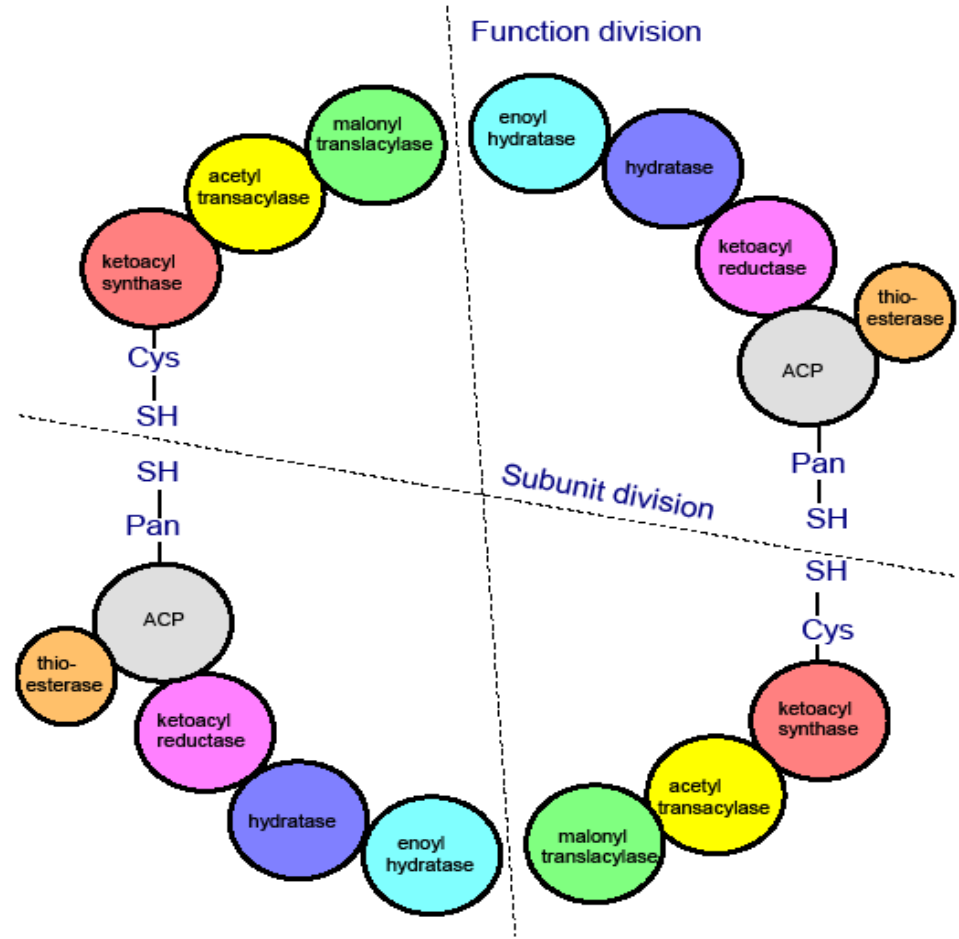 Function division
malonyl
translacylase
acetyl
transacylase
ketoacyl
synthase
Cys
SH
enoyl
hydratase
hydratase
ketoacyl
reductase
thio-
esterase
ACP
Pan
SH
Subunit division
SH
Pan
ACP
thio-
esterase
ketoacyl
reductase
hydratase
enoyl
hydratase
SH
Cys
ketoacyl
synthase
acetyl
transacylase
malonyl
translacylase